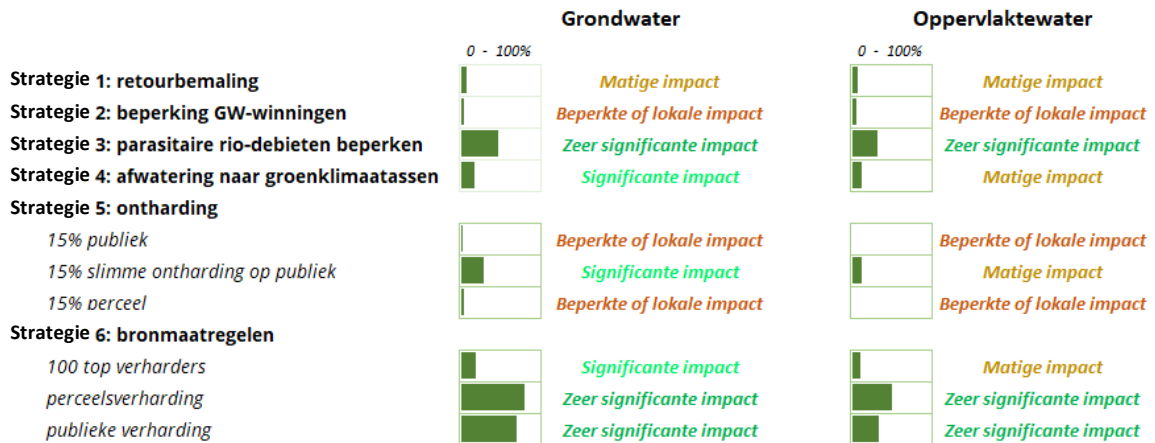 Grondwater Oppervlaktewater
0 - 100% 0 - 100%
Strategie 1: retourbemaling Matige impact Matige impact
Strategie 2: beperking GW-winningen Beperkte of lokale impact Beperkte of lokale impact
Strategie 3: parasitaire rio-debieten beperken Zeer significante impact Zeer significante impact
Strategie 4: afwatering naar groenklimaatassen Significante impact Matige impact
Strategie 5: ontharding
15% publiek Beperkte of lokale impact Beperkte of lokale impact
15% slimme ontharding op publiek Significante impact Matige impact
15% perceel Beperkte of lokale impact Beperkte of lokale impact
Strategie 6: bronmaatregelen
100 top verharders Significante impact Matige impact
perceelsverharding Zeer significante impact Zeer significante impact
publieke verharding Zeer significante impact Zeer significante impact